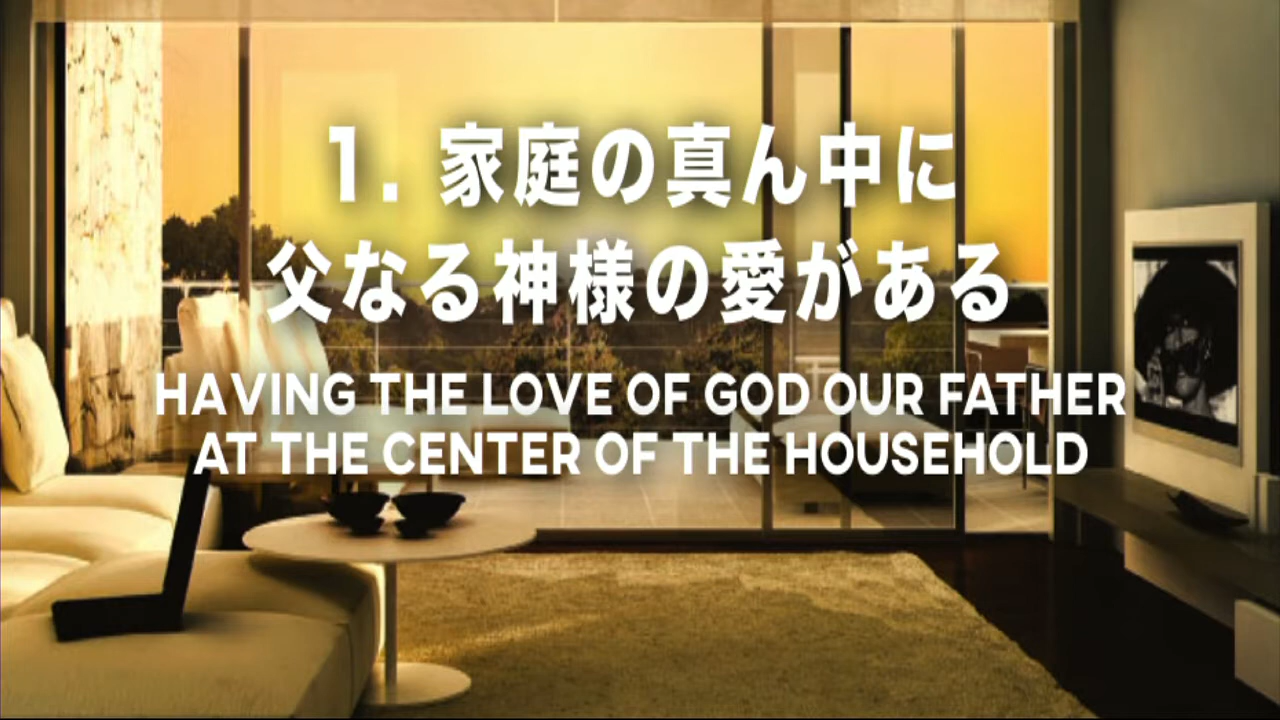 1. 家庭の真ん中に
父なる神様の愛がある
HAVING THE LOVE OF GOD OUR FATHER
AT THE CENTER OF THE HOUSEHOLD